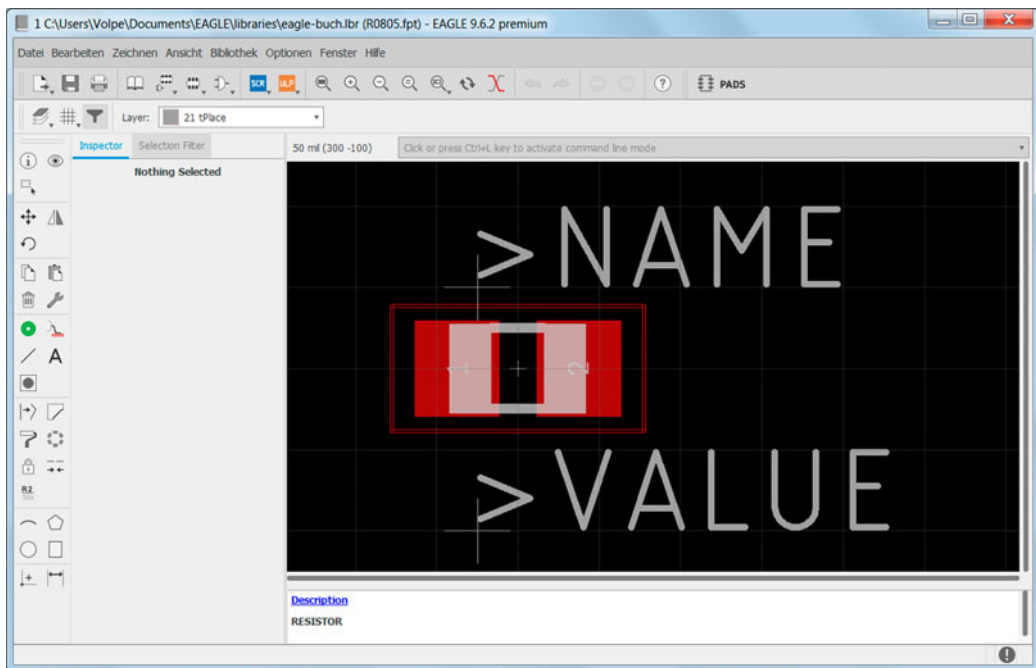 1 C:\Users\Volpe\Documents\EAGLE\libraries\eagle-buch.lbr (R0805.fpt) - EAGLE 9.6.2 premium
Datei Bearbeiten Zeichnen Ansicht Bibliothek Optionen Fenster Hilfe
SCR ULP PADS
Layer: 21 tPlace
Inspector Selection Filter 50 mil (300 -100) Click or press Ctrl+L key to activate command line mode
Nothing Selected
>NAME
1 2
>VALUE
R2
Description
RESISTOR